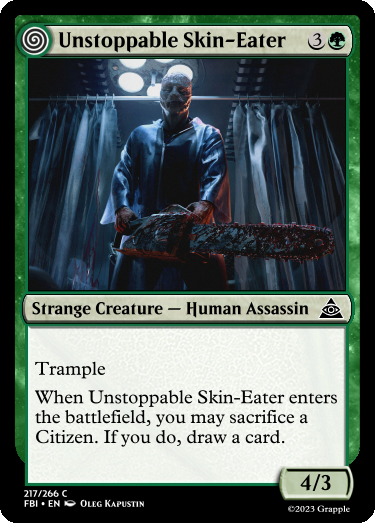 Unstoppable Skin-Eater 3
Strange Creature — Human Assassin
Trample
When Unstoppable Skin-Eater enters
the battlefield, you may sacrifice a
Citizen. If you do, draw a card.
217/266 C
FBI • EN Oleg Kapustin
4/3
©2023 Grapple